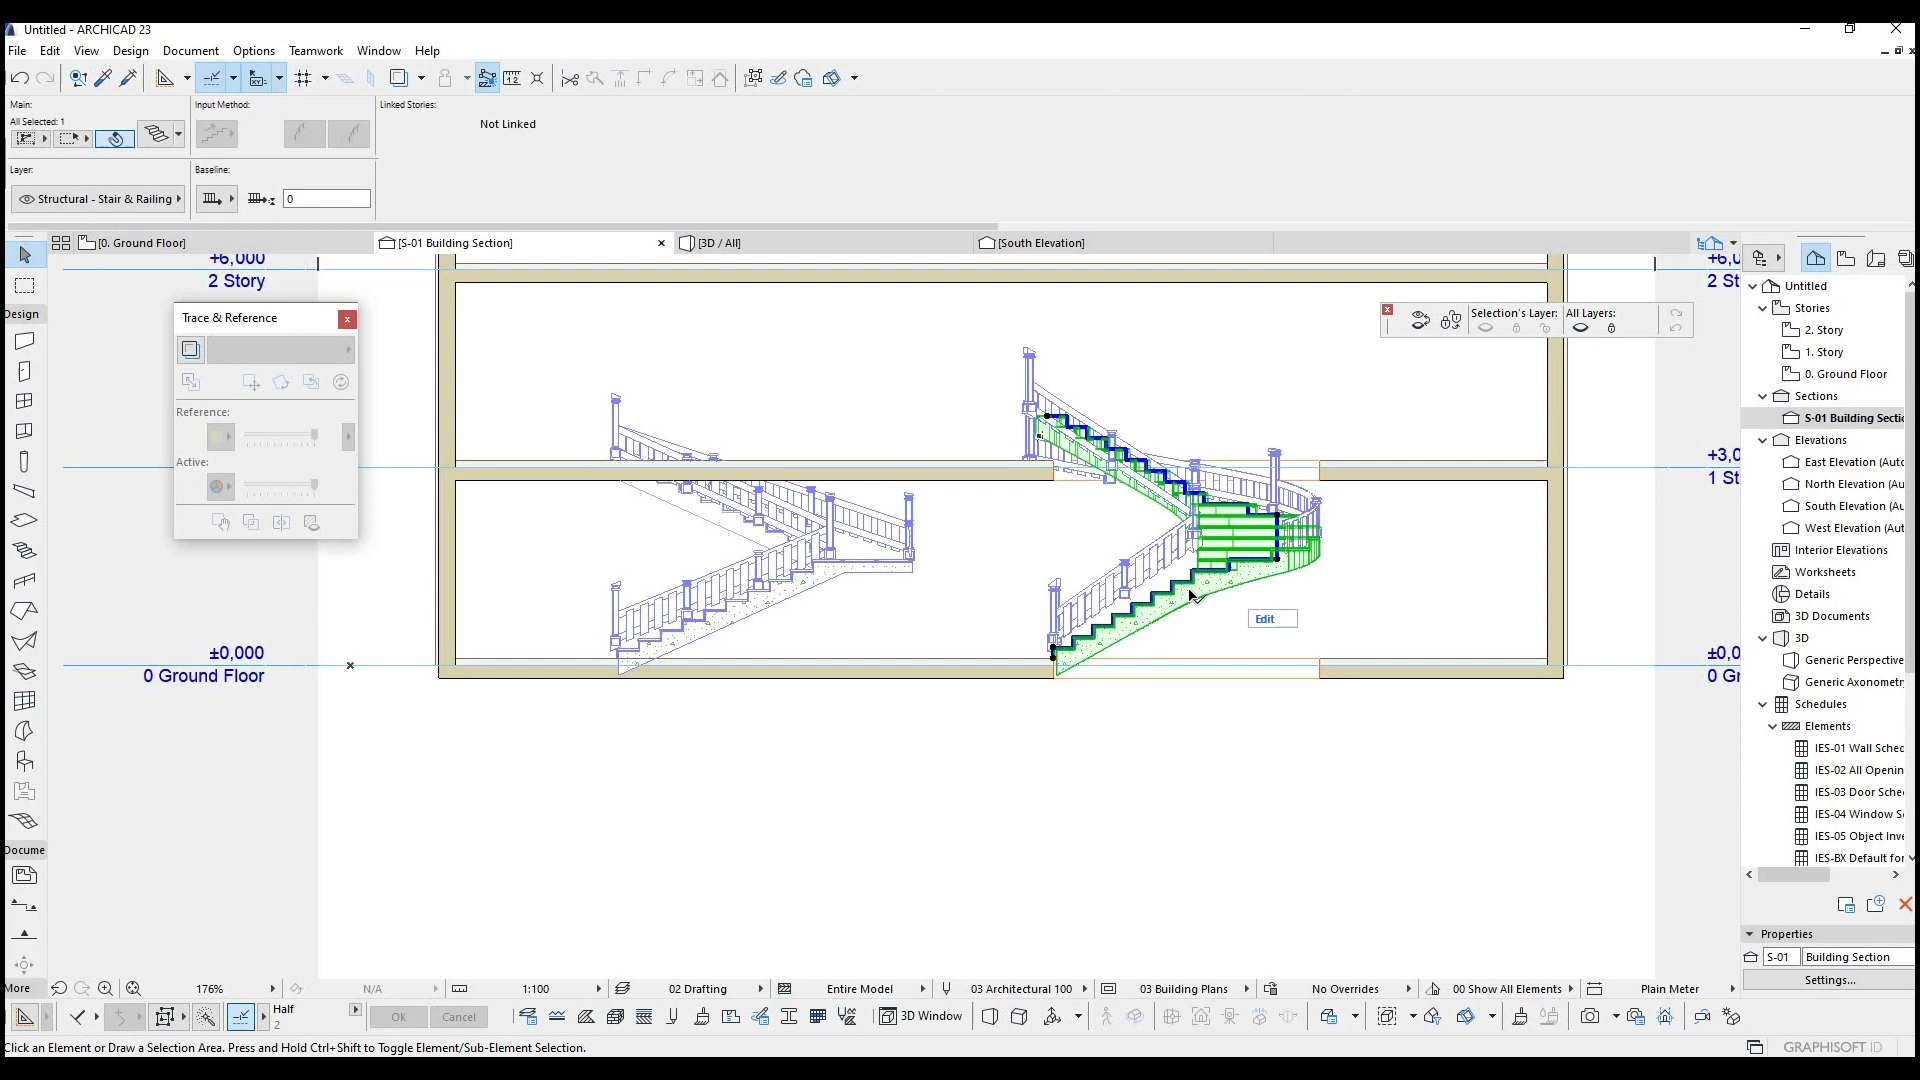 Untitled - ARCHICAD 23
File Edit View Design Document Options Teamwork Window Help
Main:
Input Method:
Linked Stories:
All Selected: 1
Not Linked
Layer:
Baseline:
Structural - Stair & Railing
0
[0. Ground Floor]
[S-01 Building Section]
[3D / All]
[South Elevation]
+6,000
2 Story
+6,0
2 St
Design
Trace & Reference
Reference:
Active:
Selection's Layer:
All Layers:
+3,0
1 St
Edit
±0,000
0 Ground Floor
±0,0
0 Gr
Untitled
Stories
2. Story
1. Story
0. Ground Floor
Sections
S-01 Building Sectio
Elevations
East Elevation (Auto
North Elevation (Au
South Elevation (Au
West Elevation (Aut
Interior Elevations
Worksheets
Details
3D Documents
3D
Generic Perspective
Generic Axonometr
Schedules
Elements
IES-01 Wall Sched
IES-02 All Openin
IES-03 Door Sche
IES-04 Window S
IES-05 Object Inve
IES-BX Default for
Docume
More
Properties
S-01
Building Section
Settings...
176%
N/A
1:100
02 Drafting
Entire Model
03 Architectural 100
03 Building Plans
No Overrides
00 Show All Elements
Plain Meter
Half
2
OK
Cancel
3D Window
Click an Element or Draw a Selection Area. Press and Hold Ctrl+Shift to Toggle Element/Sub-Element Selection.
GRAPHISOFT ID